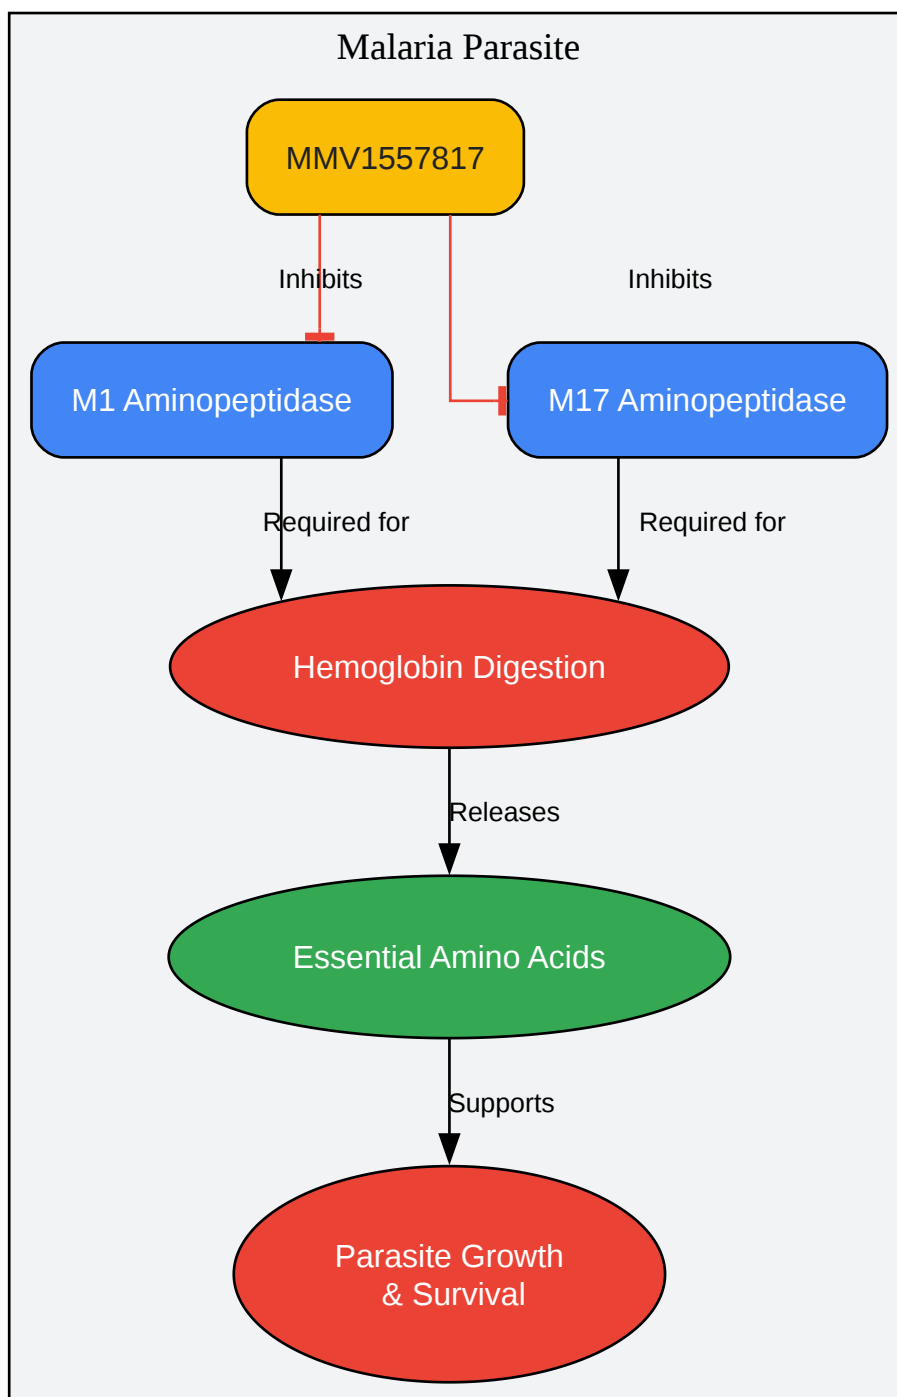 Malaria Parasite
MMV1557817
Inhibits
Inhibits
M1 Aminopeptidase
M17 Aminopeptidase
Required for
Required for
Hemoglobin Digestion
Releases
Essential Amino Acids
Supports
Parasite Growth
& Survival